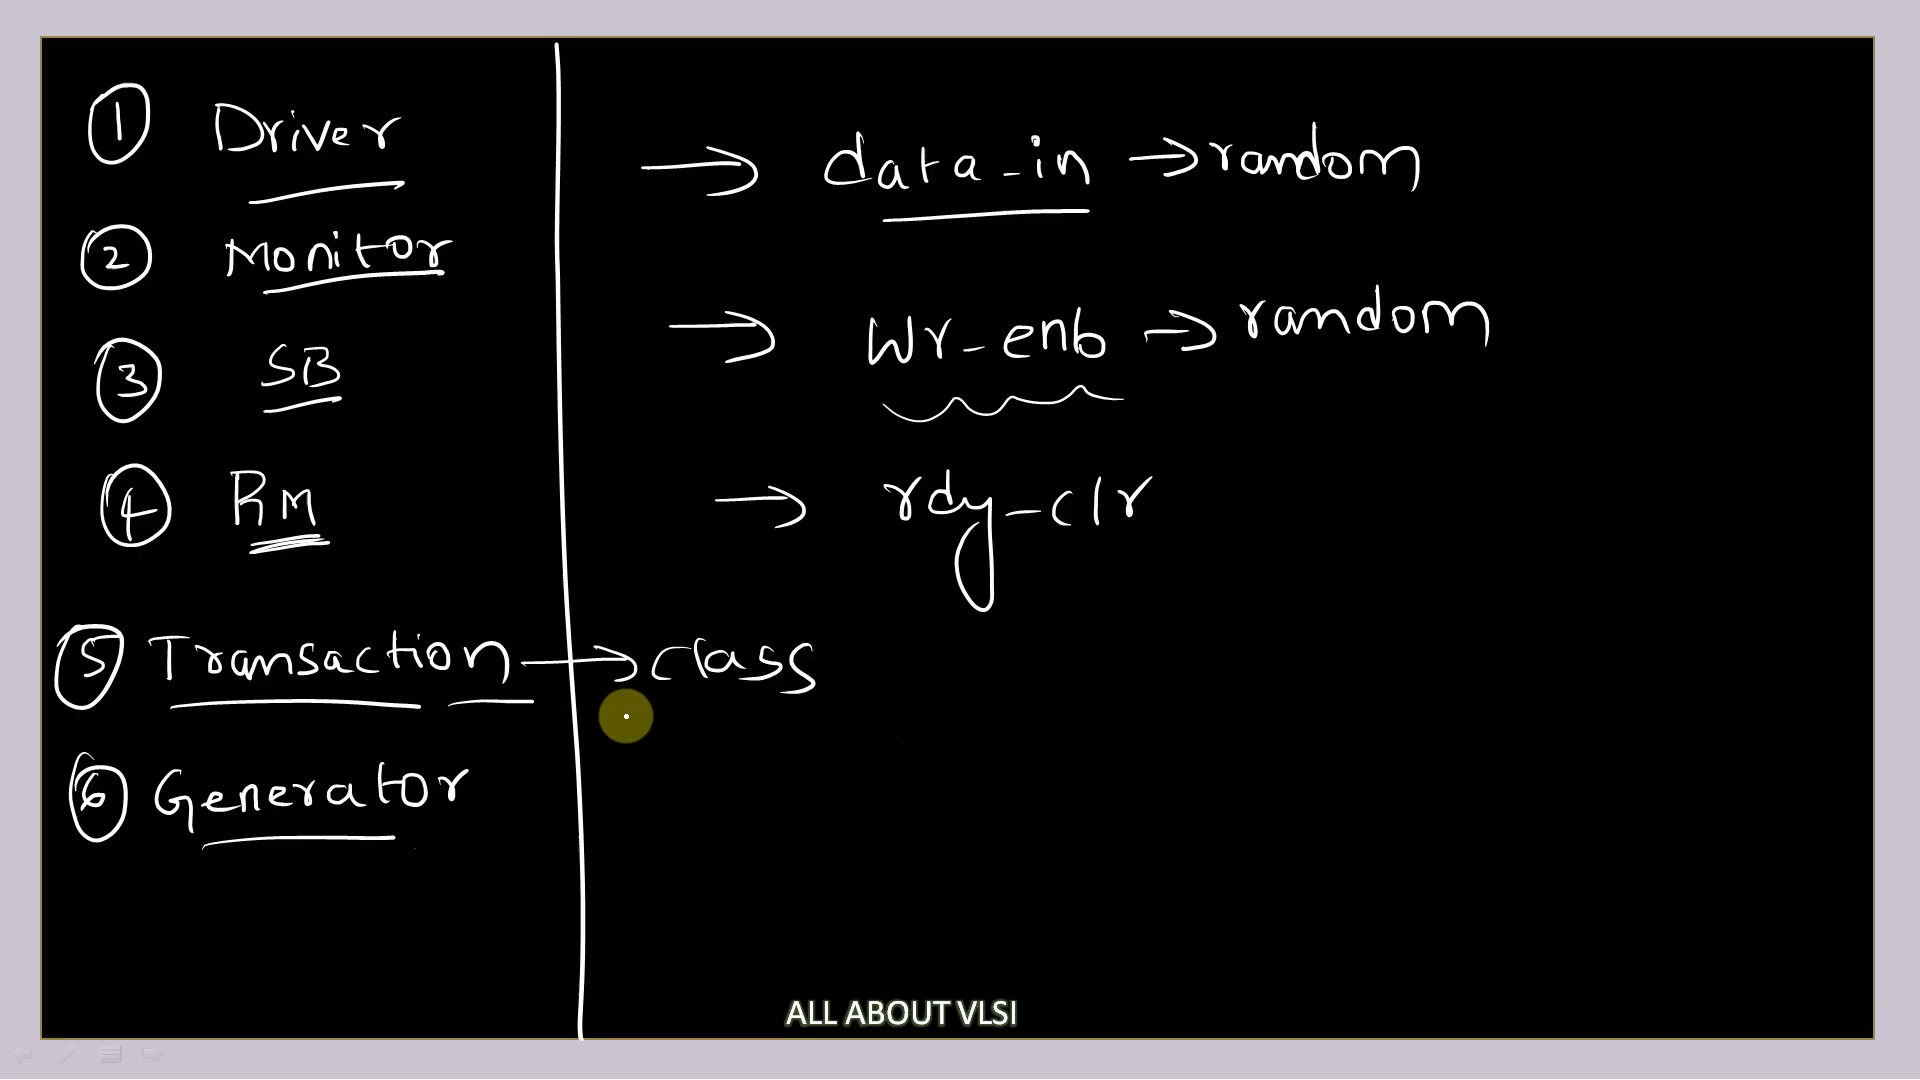 ① Driver
② Monitor
③ SB
④ RM
⑤ Transaction → class
⑥ Generator
→ data_in → random
→ Wr_enb → random
→ rdy_clr
ALL ABOUT VLSI